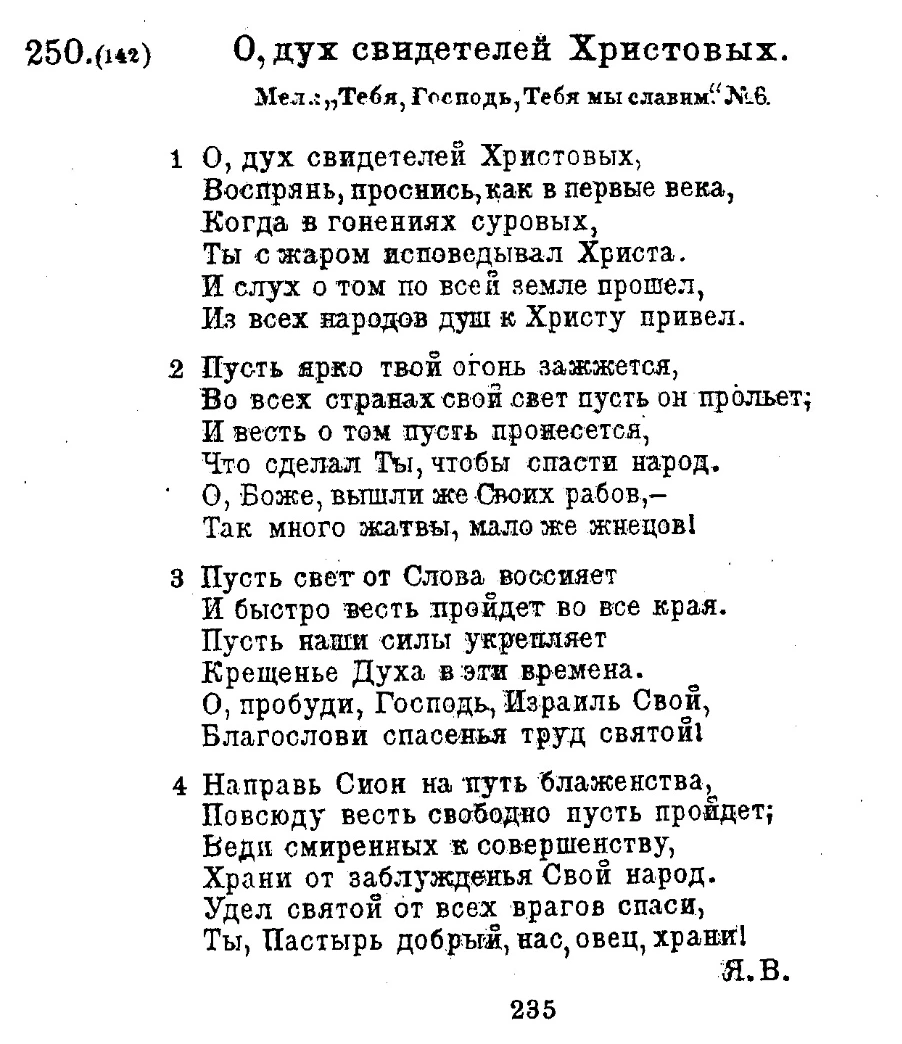 250.(142) О, дух свидетелей Христовых.
Мел.: „Тебя, Господь, Тебя мы славим." №6.
1 О, дух свидетелей Христовых,
Воспрянь, проснись, как в первые века,
Когда в гонениях суровых,
Ты с жаром исповедывал Христа.
И слух о том по всей земле прошел,
Из всех народов душ к Христу привел.
2 Пусть ярко твой огонь зажжется,
Во всех странах свой свет пусть он прольет;
И весть о том пусть пронесется,
Что сделал Ты, чтобы спасти народ.
О, Боже, вышли же Своих рабов,–
Так много жатвы, мало же жнецов!
3 Пусть свет от Слова воссияет
И быстро весть пройдет во все края.
Пусть наши силы укрепляет
Крещенье Духа в эти времена.
О, пробуди, Господь, Израиль Свой,
Благослови спасенья труд святой!
4 Направь Сион на путь блаженства,
Повсюду весть свободно пусть пройдет;
Веди смиренных к совершенству,
Храни от заблужденья Свой народ.
Удел святой от всех врагов спаси,
Ты, Пастырь добрый, нас, овец, храни!
Я. В.
235